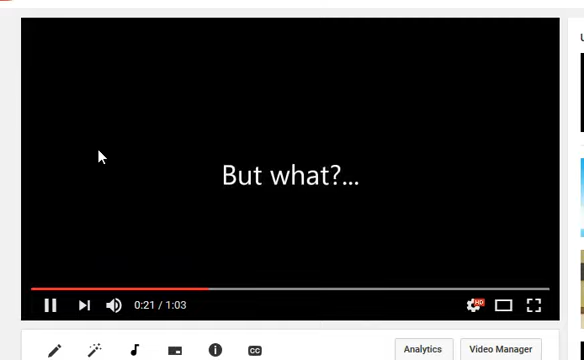 But what?...
0:21 / 1:03
HD
CC
Analytics
Video Manager